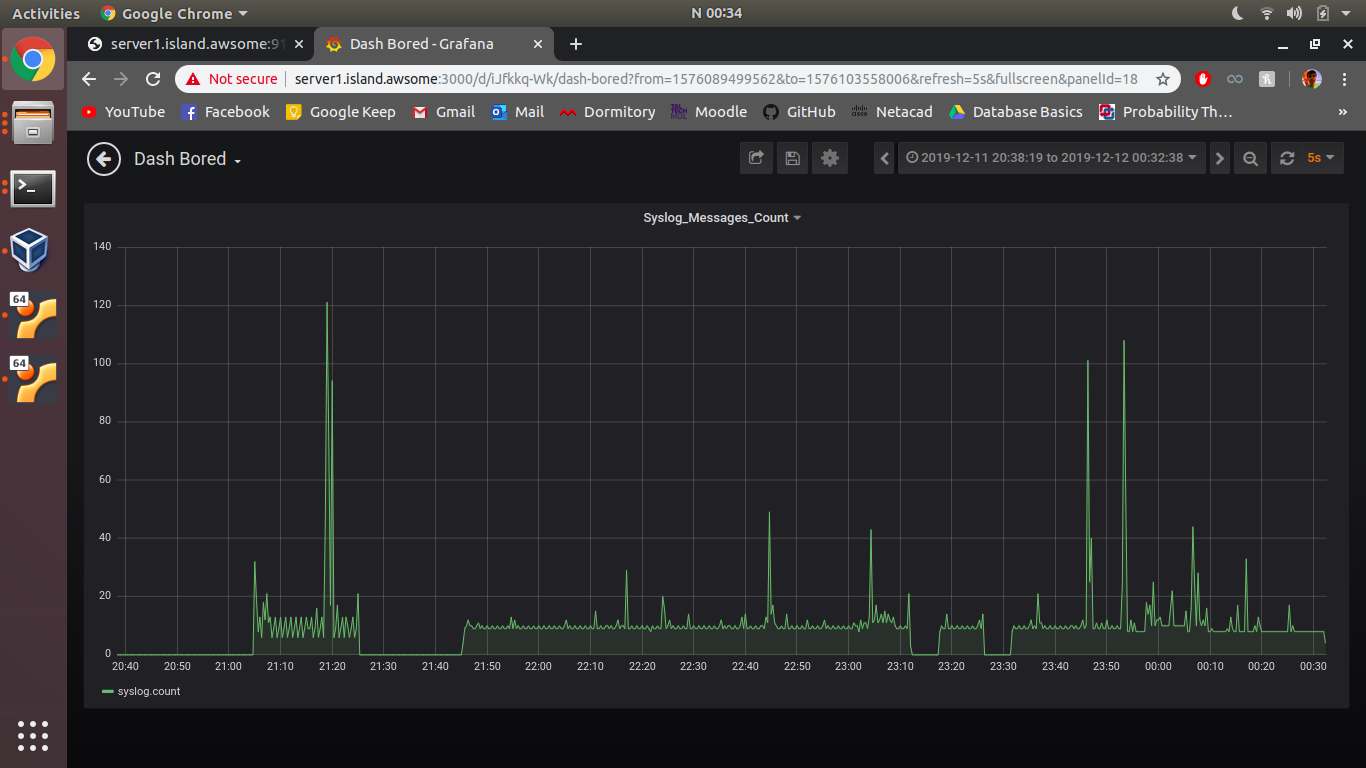 Activities Google Chrome N 00:34
server1.island.awsome:91 Dash Bored - Grafana
Not secure server1.island.awsome:3000/d/iJfkkq-Wk/dash-bored?from=1576089499562&to=1576103558006&refresh=5s&fullscreen&panelId=18
YouTube Facebook Google Keep Gmail Mail Dormitory Moodle GitHub Netacad Database Basics Probability Th… »
Dash Bored 2019-12-11 20:38:19 to 2019-12-12 00:32:38 5s
64
64
Syslog_Messages_Count
140
120
100
80
60
40
20
0
20:40 20:50 21:00 21:10 21:20 21:30 21:40 21:50 22:00 22:10 22:20 22:30 22:40 22:50 23:00 23:10 23:20 23:30 23:40 23:50 00:00 00:10 00:20 00:30
syslog.count